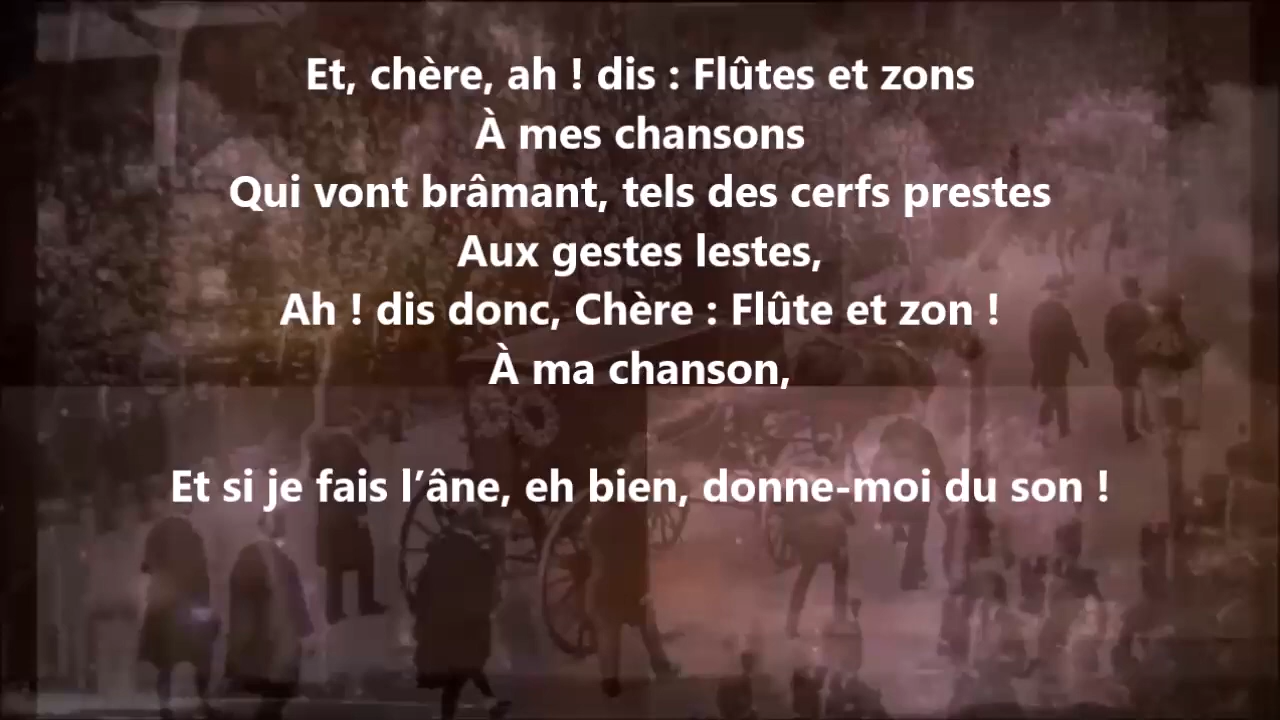 Et, chère, ah ! dis : Flûtes et zons
À mes chansons
Qui vont brâmant, tels des cerfs prestes
Aux gestes lestes,
Ah ! dis donc, Chère : Flûte et zon !
À ma chanson,
Et si je fais l’âne, eh bien, donne-moi du son !